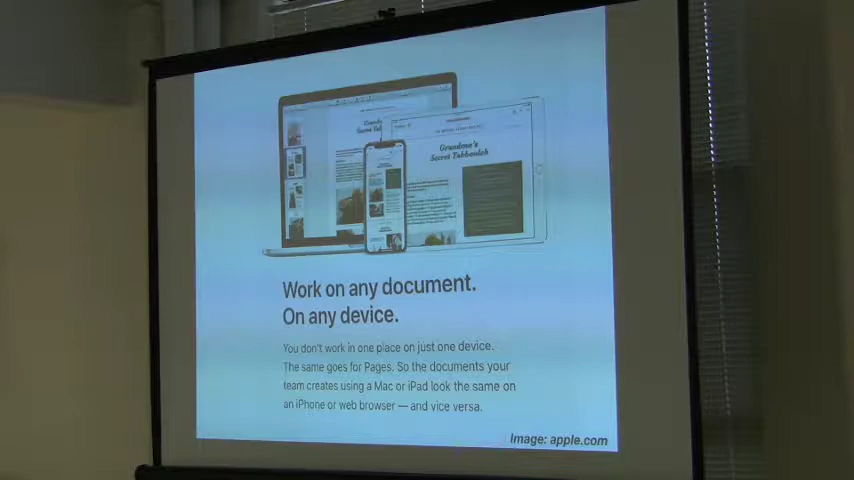 Grandma's
Secret Tabbouleh
Work on any document.
On any device.
You don't work in one place on just one device.
The same goes for Pages. So the documents your
team creates using a Mac or iPad look the same on
an iPhone or web browser — and vice versa.
Image: apple.com